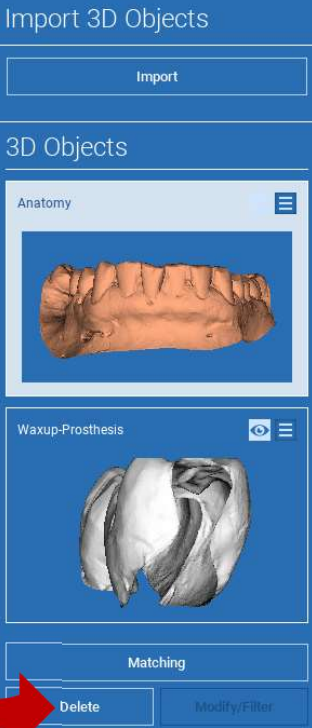 Import 3D Objects
Import
3D Objects
Anatomy
Waxup-Prosthesis
Matching
Delete
Modify/Filter